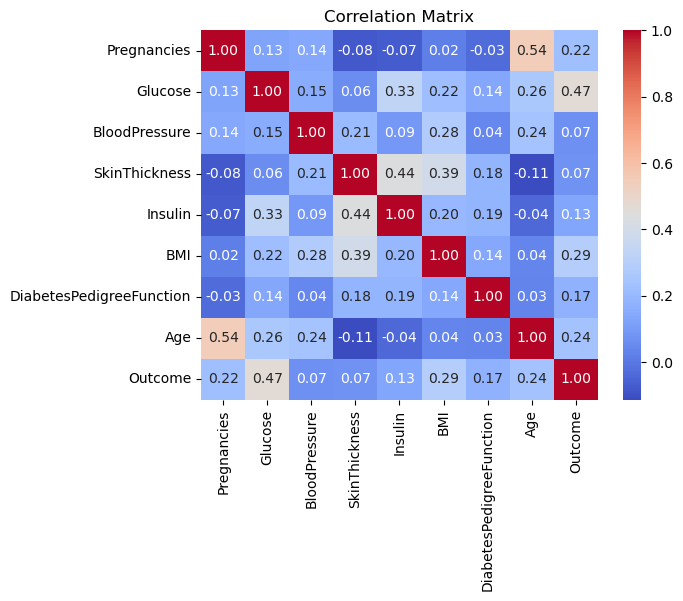 Correlation Matrix
Pregnancies 1.00 0.13 0.14 -0.08 -0.07 0.02 -0.03 0.54 0.22
Glucose 0.13 1.00 0.15 0.06 0.33 0.22 0.14 0.26 0.47
BloodPressure 0.14 0.15 1.00 0.21 0.09 0.28 0.04 0.24 0.07
SkinThickness -0.08 0.06 0.21 1.00 0.44 0.39 0.18 -0.11 0.07
Insulin -0.07 0.33 0.09 0.44 1.00 0.20 0.19 -0.04 0.13
BMI 0.02 0.22 0.28 0.39 0.20 1.00 0.14 0.04 0.29
DiabetesPedigreeFunction -0.03 0.14 0.04 0.18 0.19 0.14 1.00 0.03 0.17
Age 0.54 0.26 0.24 -0.11 -0.04 0.04 0.03 1.00 0.24
Outcome 0.22 0.47 0.07 0.07 0.13 0.29 0.17 0.24 1.00
Pregnancies
Glucose
BloodPressure
SkinThickness
Insulin
BMI
DiabetesPedigreeFunction
Age
Outcome
1.0
0.8
0.6
0.4
0.2
0.0